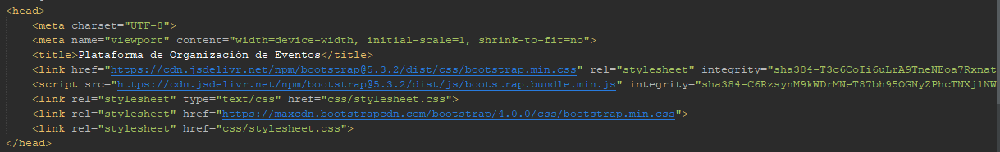 <head>
<meta charset="UTF-8">
<meta name="viewport" content="width=device-width, initial-scale=1, shrink-to-fit=no">
<title>Plataforma de Organización de Eventos</title>
<link href="https://cdn.jsdelivr.net/npm/bootstrap@5.3.2/dist/css/bootstrap.min.css" rel="stylesheet" integrity="sha384-T3c6CoIi6uLrA9TneNEoa7Rxnat
<script src="https://cdn.jsdelivr.net/npm/bootstrap@5.3.2/dist/js/bootstrap.bundle.min.js" integrity="sha384-C6RzsynM9kWDrMNeT87bh95OGNyZPhcTNXj1NW
<link rel="stylesheet" type="text/css" href="css/stylesheet.css">
<link rel="stylesheet" href="https://maxcdn.bootstrapcdn.com/bootstrap/4.0.0/css/bootstrap.min.css">
<link rel="stylesheet" href="css/stylesheet.css">
</head>